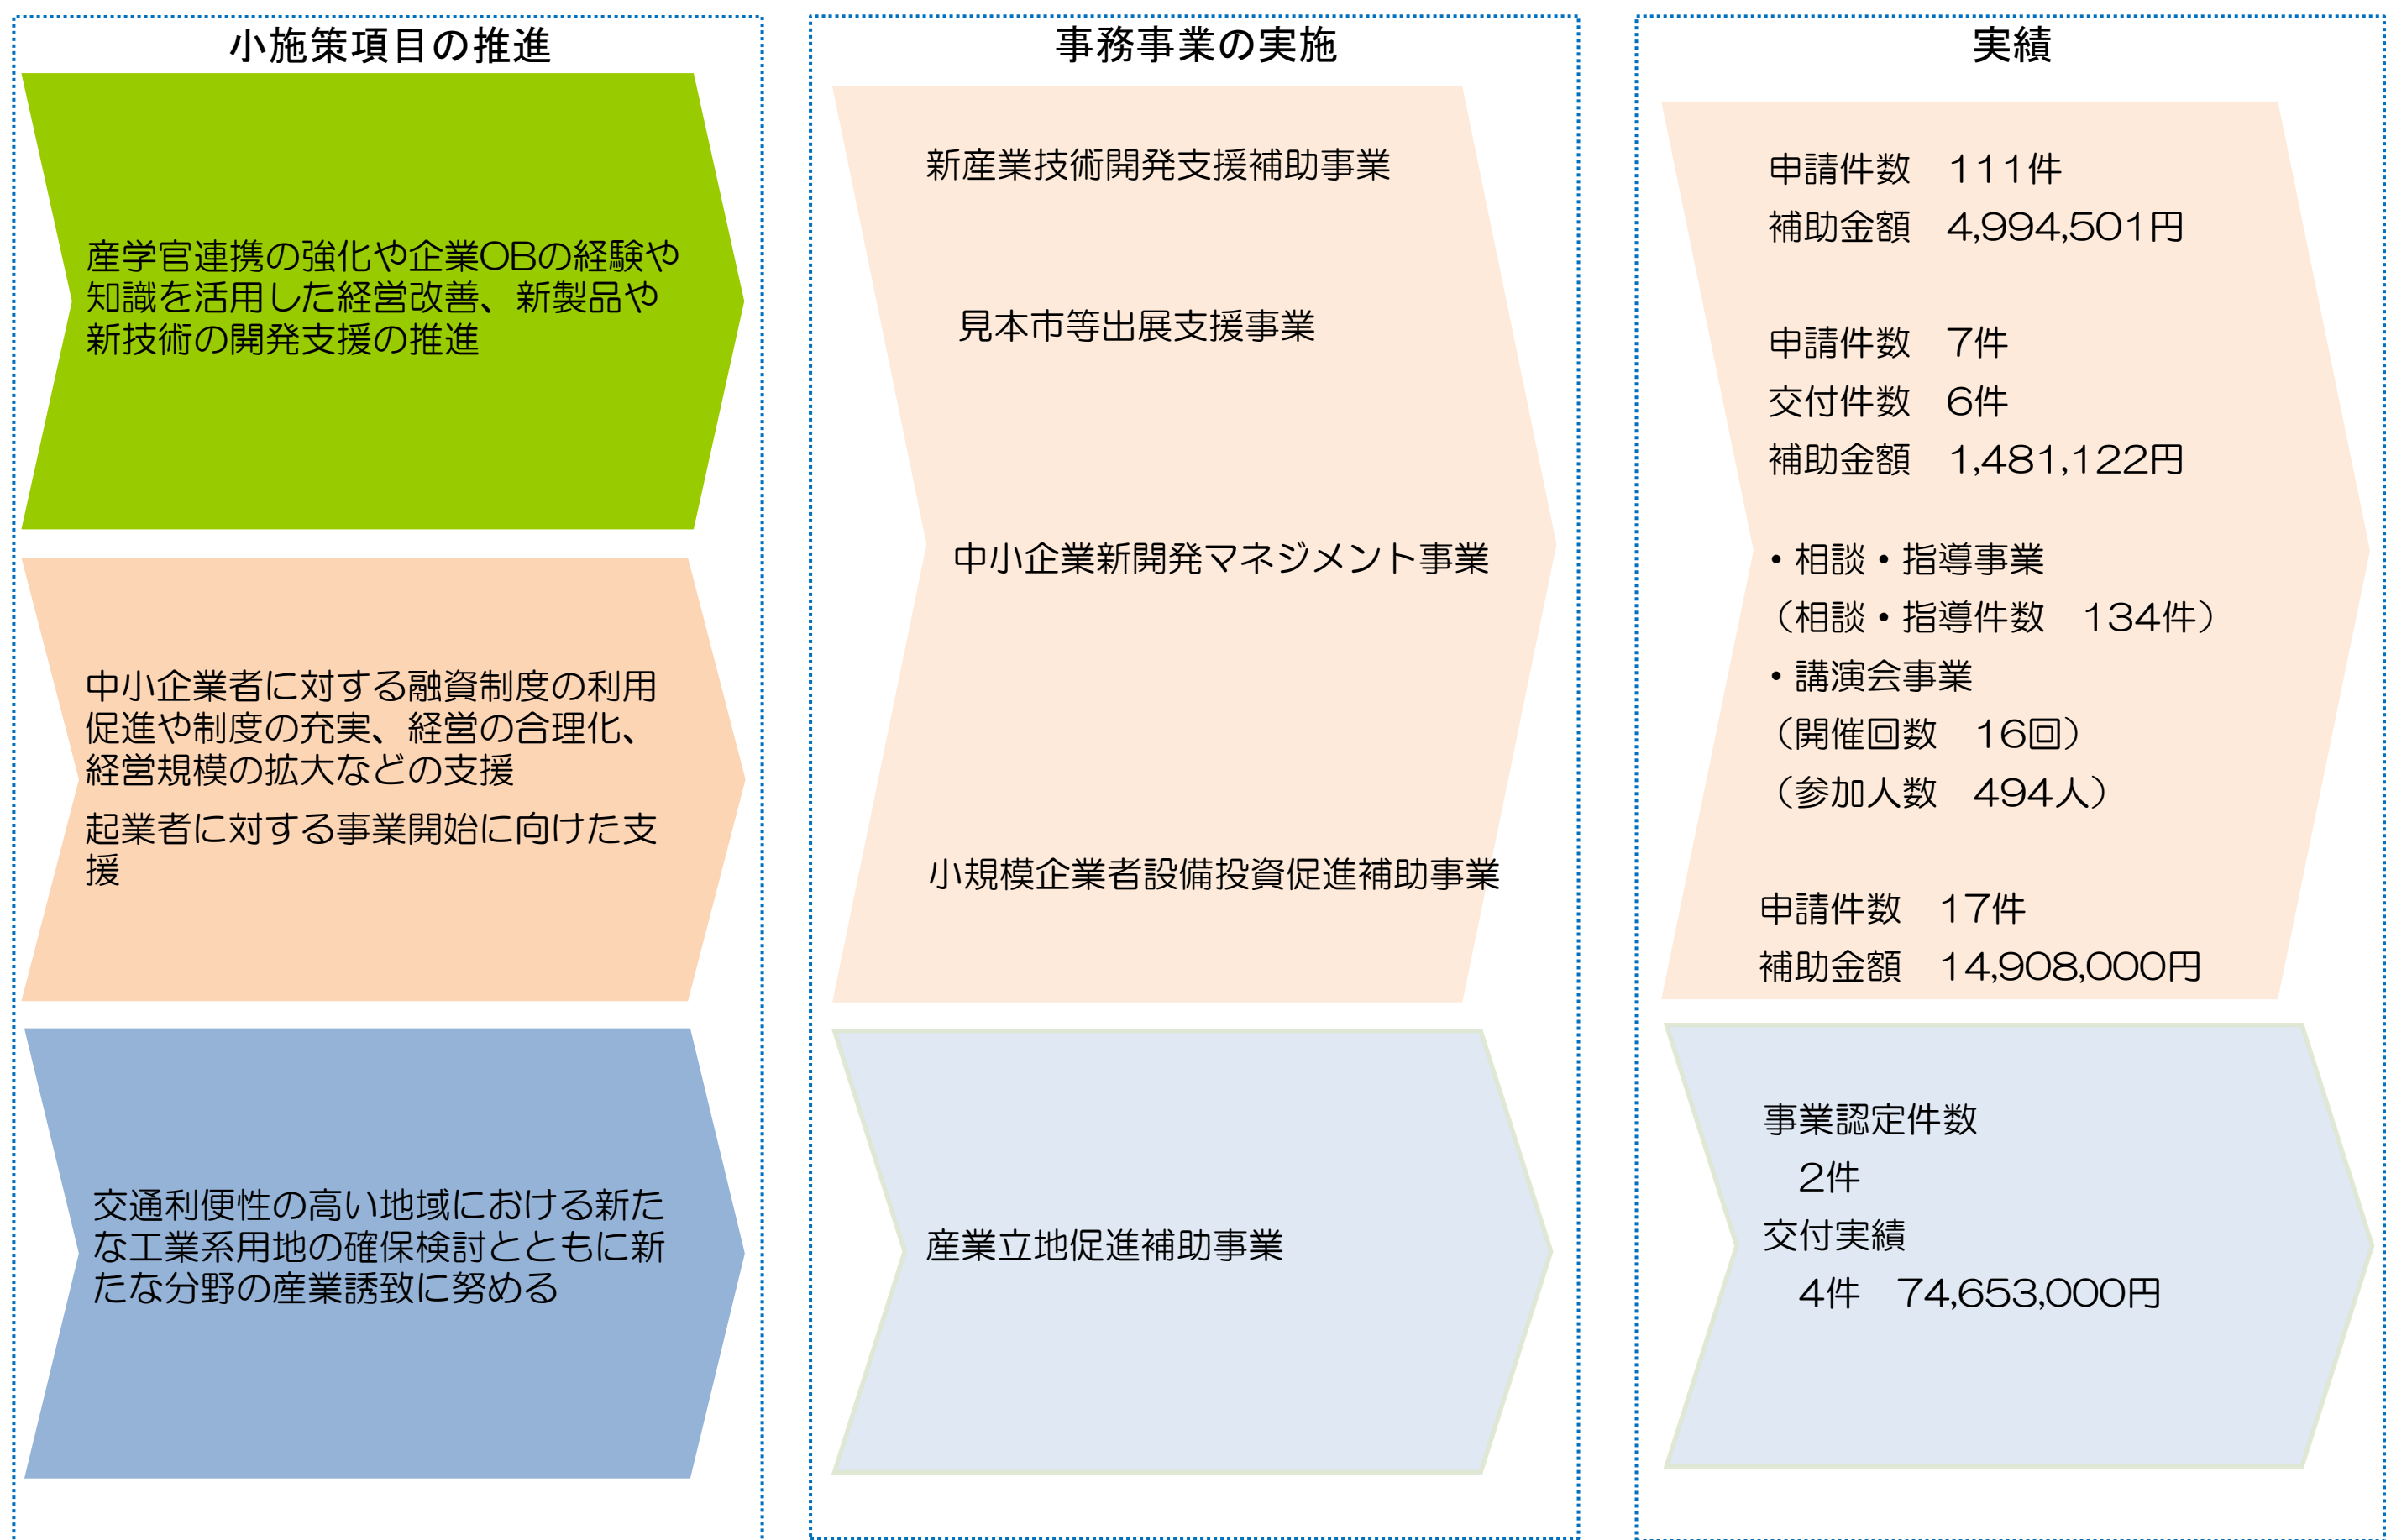 小施策項目の推進
産学官連携の強化や企業OBの経験や
知識を活用した経営改善、新製品や
新技術の開発支援の推進
中小企業者に対する融資制度の利用
促進や制度の充実、経営の合理化、
経営規模の拡大などの支援
起業者に対する事業開始に向けた支
援
交通利便性の高い地域における新た
な工業系用地の確保検討とともに新
たな分野の産業誘致に努める
事務事業の実施
新産業技術開発支援補助事業
見本市等出展支援事業
中小企業新開発マネジメント事業
小規模企業者設備投資促進補助事業
産業立地促進補助事業
実績
申請件数　111件
補助金額　4,994,501円
申請件数　7件
交付件数　6件
補助金額　1,481,122円
・相談・指導事業
（相談・指導件数　134件）
・講演会事業
（開催回数　16回）
（参加人数　494人）
申請件数　17件
補助金額　14,908,000円
事業認定件数
2件
交付実績
4件　74,653,000円